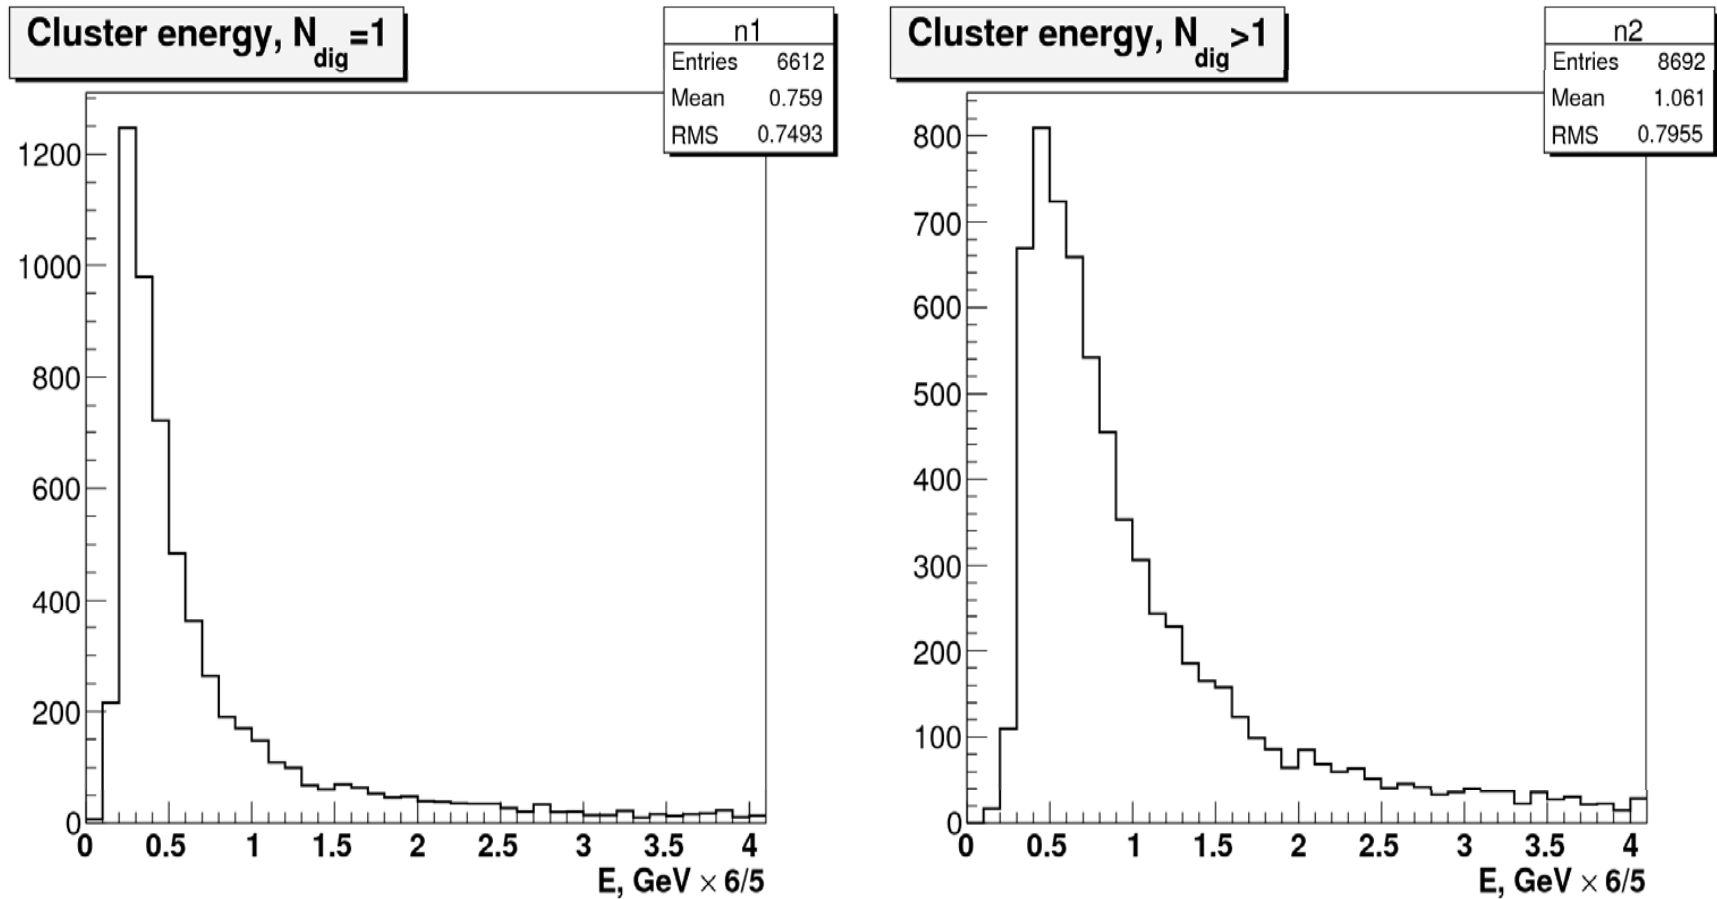 Cluster energy, N_dig=1
n1
Entries 6612
Mean 0.759
RMS 0.7493
1200
1000
800
600
400
200
0
0 0.5 1 1.5 2 2.5 3 3.5 4
E, GeV × 6/5
Cluster energy, N_dig>1
n2
Entries 8692
Mean 1.061
RMS 0.7955
800
700
600
500
400
300
200
100
0
0 0.5 1 1.5 2 2.5 3 3.5 4
E, GeV × 6/5